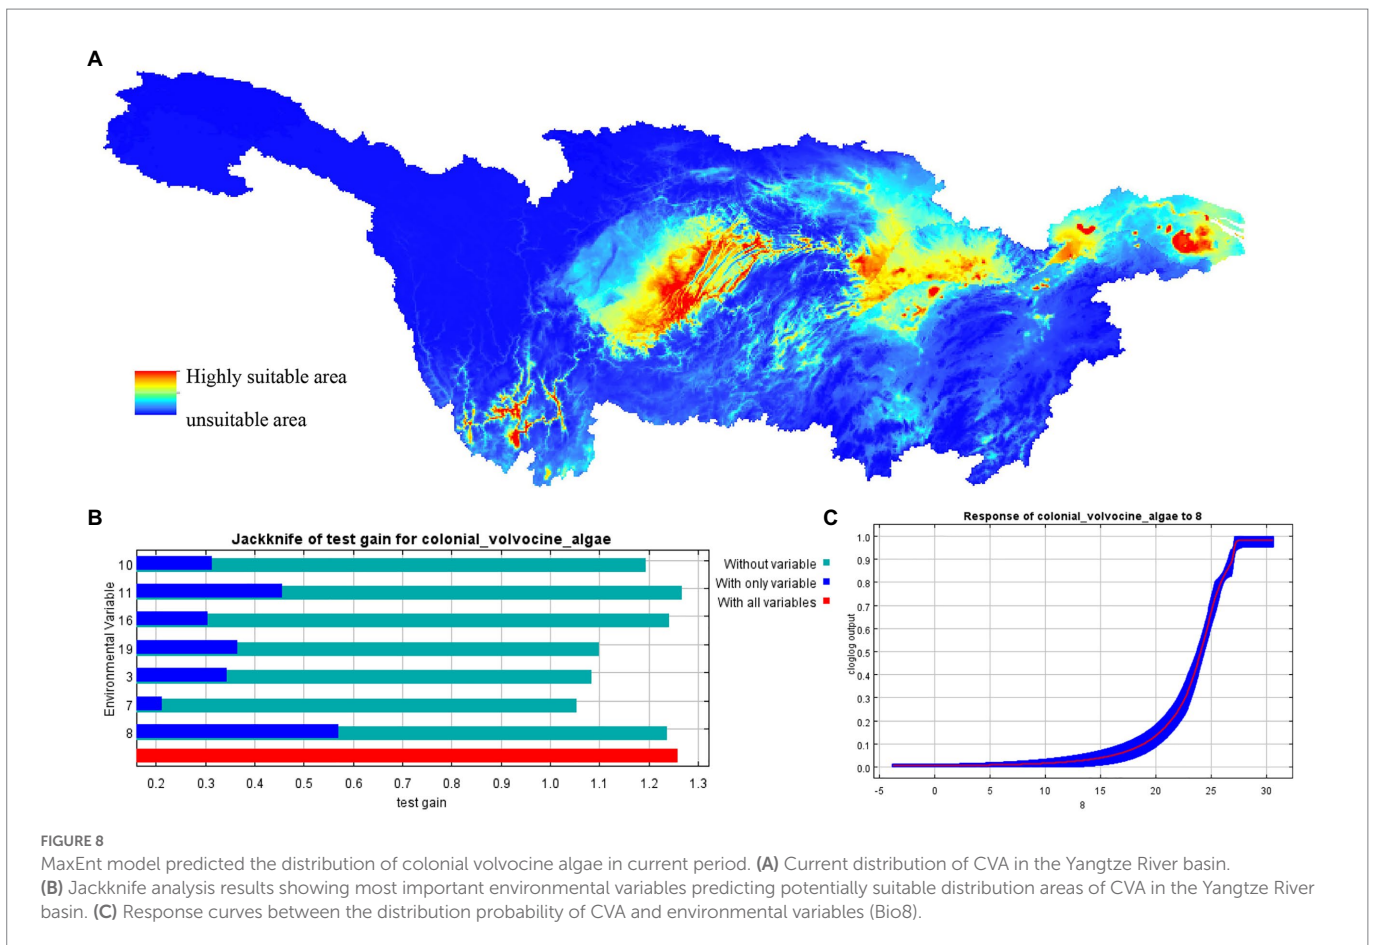 A
Highly suitable area
unsuitable area
B
Jackknife of test gain for colonial_volvocine_algae
Environmental Variable
10
11
16
19
3
7
8
0.2 0.3 0.4 0.5 0.6 0.7 0.8 0.9 1.0 1.1 1.2 1.3
test gain
Without variable
With only variable
With all variables
C
Response of colonial_volvocine_algae to 8
cloglog output
1.0
0.9
0.8
0.7
0.6
0.5
0.4
0.3
0.2
0.1
0.0
-5 0 5 10 15 20 25 30
8
FIGURE 8
MaxEnt model predicted the distribution of colonial volvocine algae in current period. (A) Current distribution of CVA in the Yangtze River basin.
(B) Jackknife analysis results showing most important environmental variables predicting potentially suitable distribution areas of CVA in the Yangtze River
basin. (C) Response curves between the distribution probability of CVA and environmental variables (Bio8).